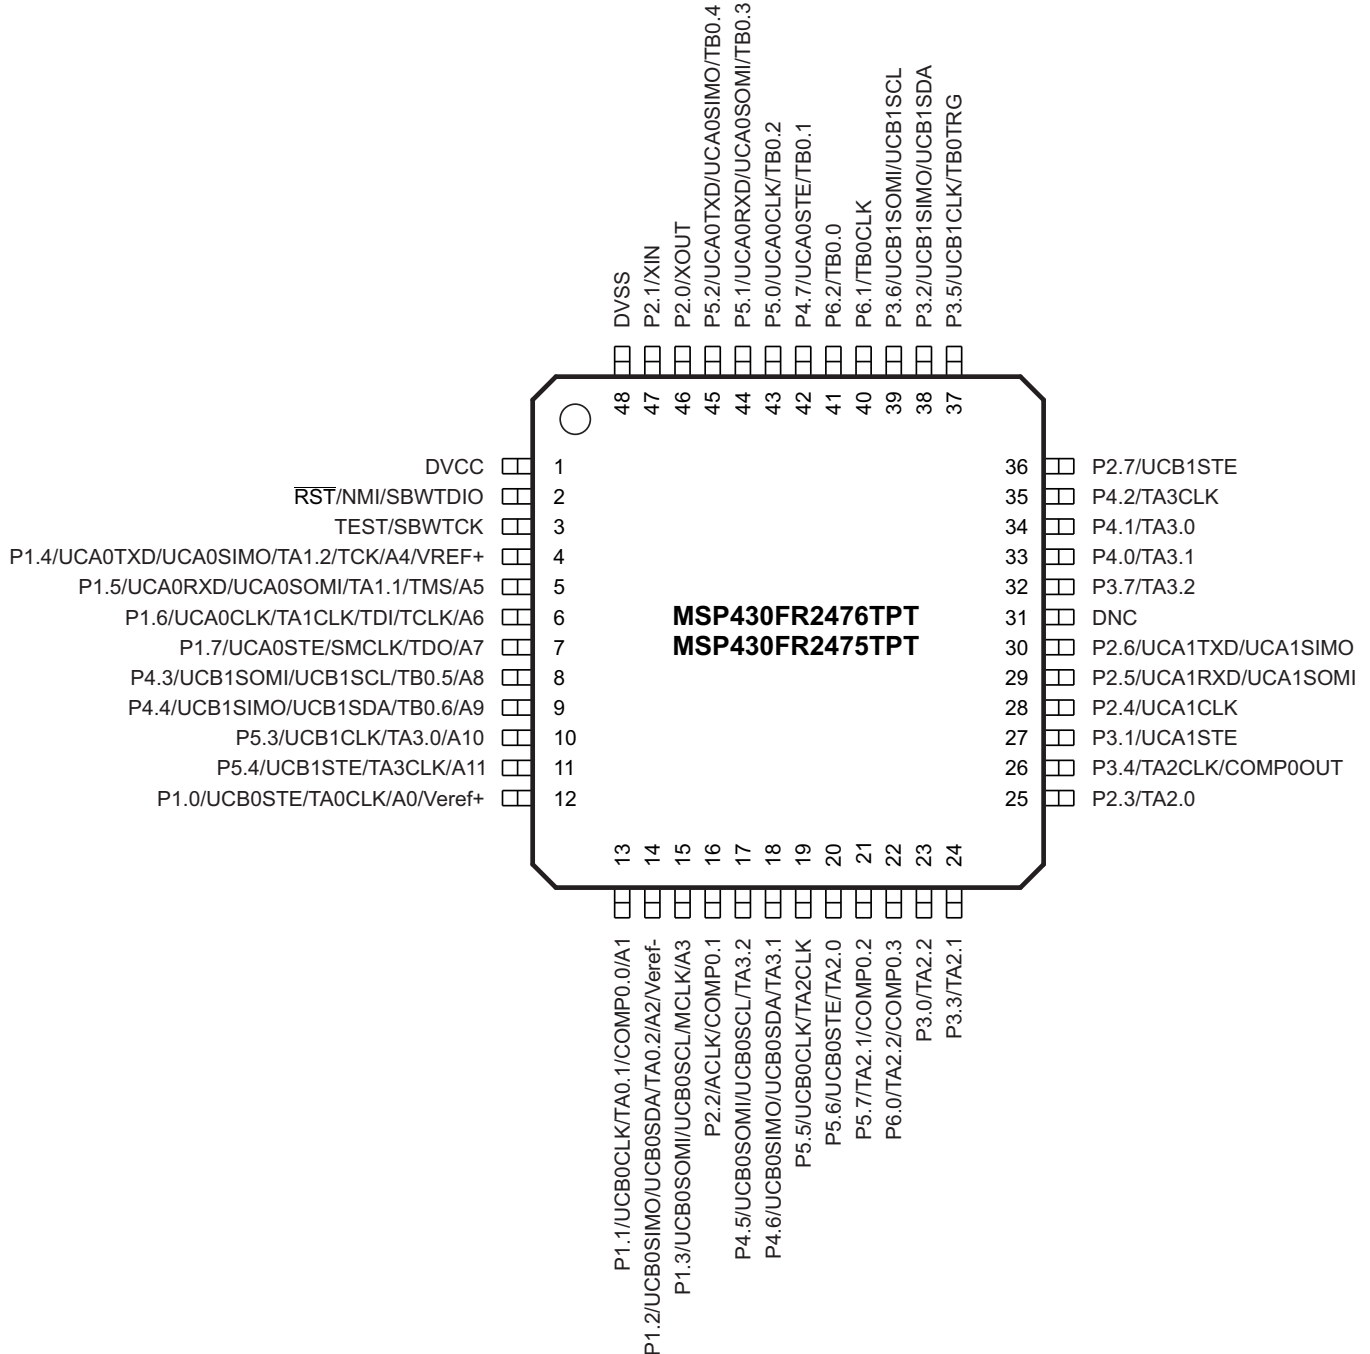 P5.2/UCA0TXD/UCA0SIMO/TB0.4
P5.1/UCA0RXD/UCA0SOMI/TB0.3
P3.6/UCB1SOMI/UCB1SCL
P3.2/UCB1SIMO/UCB1SDA
P3.5/UCB1CLK/TB0TRG
P5.0/UCA0CLK/TB0.2
P4.7/UCA0STE/TB0.1
P6.2/TB0.0
P6.1/TB0CLK
DVSS
P2.1/XIN
P2.0/XOUT
48
47
46
45
44
43
42
41
40
39
38
37
DVCC 1
RST/NMI/SBWTDIO 2
TEST/SBWTCK 3
P1.4/UCA0TXD/UCA0SIMO/TA1.2/TCK/A4/VREF+ 4
P1.5/UCA0RXD/UCA0SOMI/TA1.1/TMS/A5 5
P1.6/UCA0CLK/TA1CLK/TDI/TCLK/A6 6
P1.7/UCA0STE/SMCLK/TDO/A7 7
P4.3/UCB1SOMI/UCB1SCL/TB0.5/A8 8
P4.4/UCB1SIMO/UCB1SDA/TB0.6/A9 9
P5.3/UCB1CLK/TA3.0/A10 10
P5.4/UCB1STE/TA3CLK/A11 11
P1.0/UCB0STE/TA0CLK/A0/Veref+ 12
MSP430FR2476TPT
MSP430FR2475TPT
36 P2.7/UCB1STE
35 P4.2/TA3CLK
34 P4.1/TA3.0
33 P4.0/TA3.1
32 P3.7/TA3.2
31 DNC
30 P2.6/UCA1TXD/UCA1SIMO
29 P2.5/UCA1RXD/UCA1SOMI
28 P2.4/UCA1CLK
27 P3.1/UCA1STE
26 P3.4/TA2CLK/COMP0OUT
25 P2.3/TA2.0
13
14
15
16
17
18
19
20
21
22
23
24
P1.1/UCB0CLK/TA0.1/COMP0.0/A1
P1.2/UCB0SIMO/UCB0SDA/TA0.2/A2/Veref-
P1.3/UCB0SOMI/UCB0SCL/MCLK/A3
P2.2/ACLK/COMP0.1
P4.5/UCB0SOMI/UCB0SCL/TA3.2
P4.6/UCB0SIMO/UCB0SDA/TA3.1
P5.5/UCB0CLK/TA2CLK
P5.6/UCB0STE/TA2.0
P5.7/TA2.1/COMP0.2
P6.0/TA2.2/COMP0.3
P3.0/TA2.2
P3.3/TA2.1